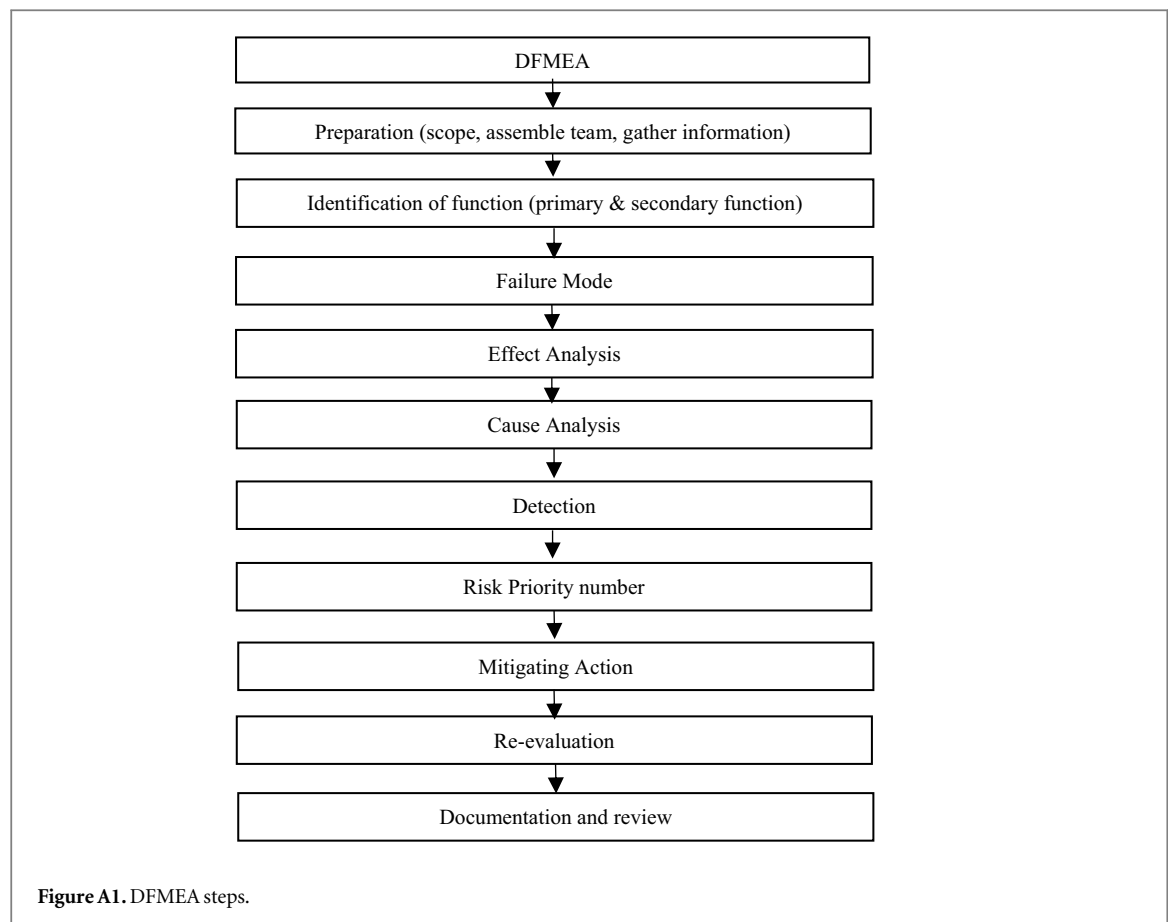 DFMEA
Preparation (scope, assemble team, gather information)
Identification of function (primary & secondary function)
Failure Mode
Effect Analysis
Cause Analysis
Detection
Risk Priority number
Mitigating Action
Re-evaluation
Documentation and review
Figure A1. DFMEA steps.